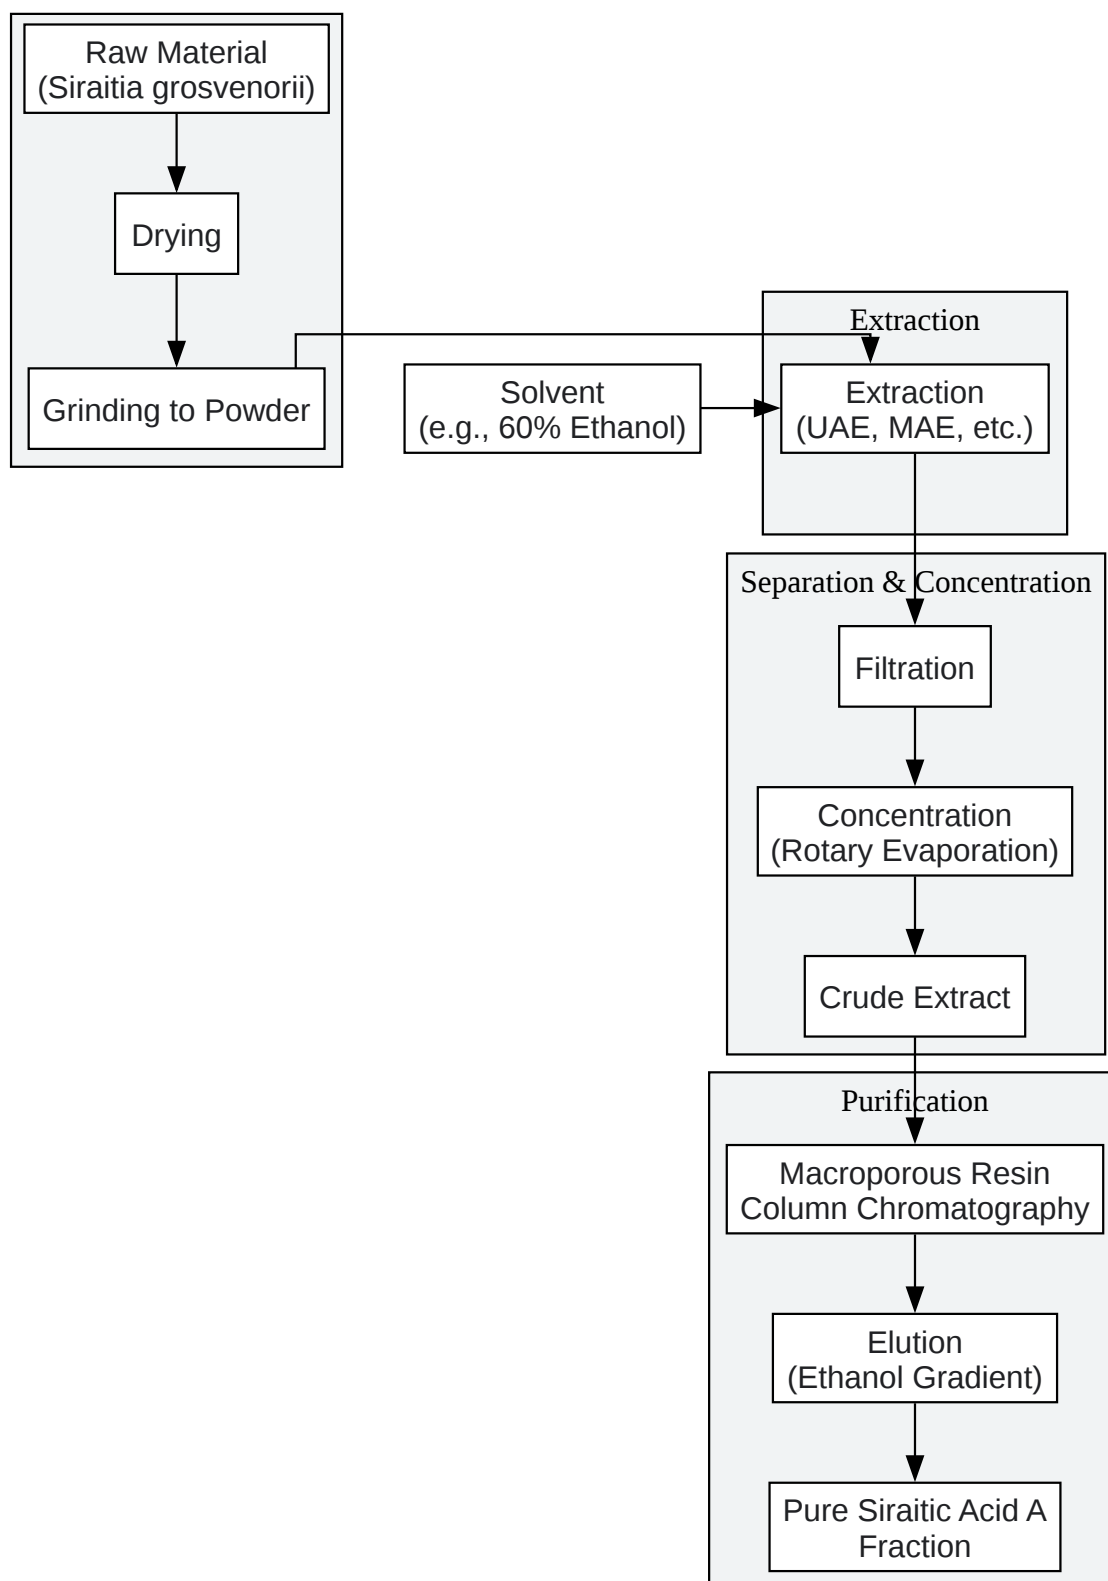 Raw Material
(Siraitia grosvenorii)
Drying
Grinding to Powder
Solvent
(e.g., 60% Ethanol)
Extraction
Extraction
(UAE, MAE, etc.)
Separation & Concentration
Filtration
Concentration
(Rotary Evaporation)
Crude Extract
Purification
Macroporous Resin
Column Chromatography
Elution
(Ethanol Gradient)
Pure Siraitic Acid A
Fraction